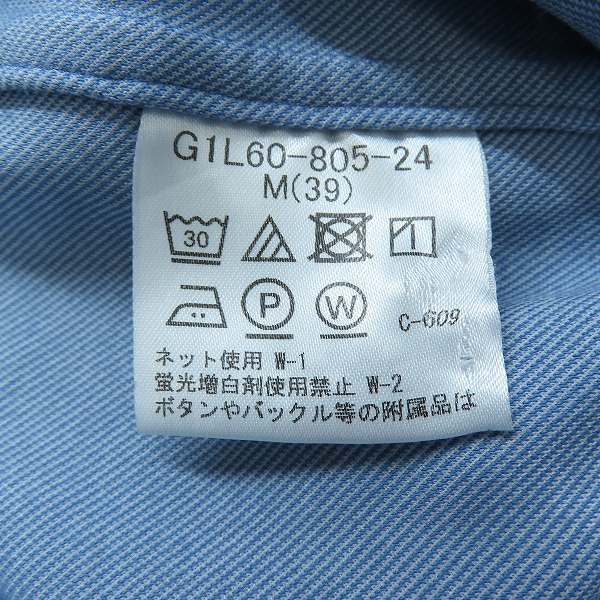 G1L60-805-24
M(39)
30
P W C-609
ネット使用 W-1
蛍光増白剤使用禁止 W-2
ボタンやバックル等の附属品は